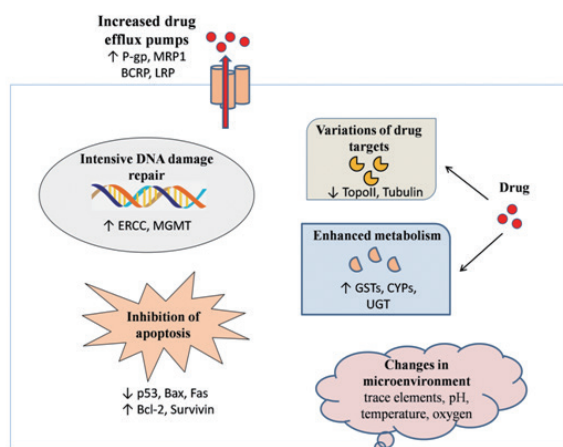 Increased drug
efflux pumps
↑ P-gp, MRP1
BCRP, LRP
Intensive DNA damage
repair
↑ ERCC, MGMT
Variations of drug
targets
↓ TopoII, Tubulin
Drug
Enhanced metabolism
↑ GSTs, CYPs,
UGT
Inhibition of
apoptosis
↓ p53, Bax, Fas
↑ Bcl-2, Survivin
Changes in
microenvironment
trace elements, pH,
temperature, oxygen